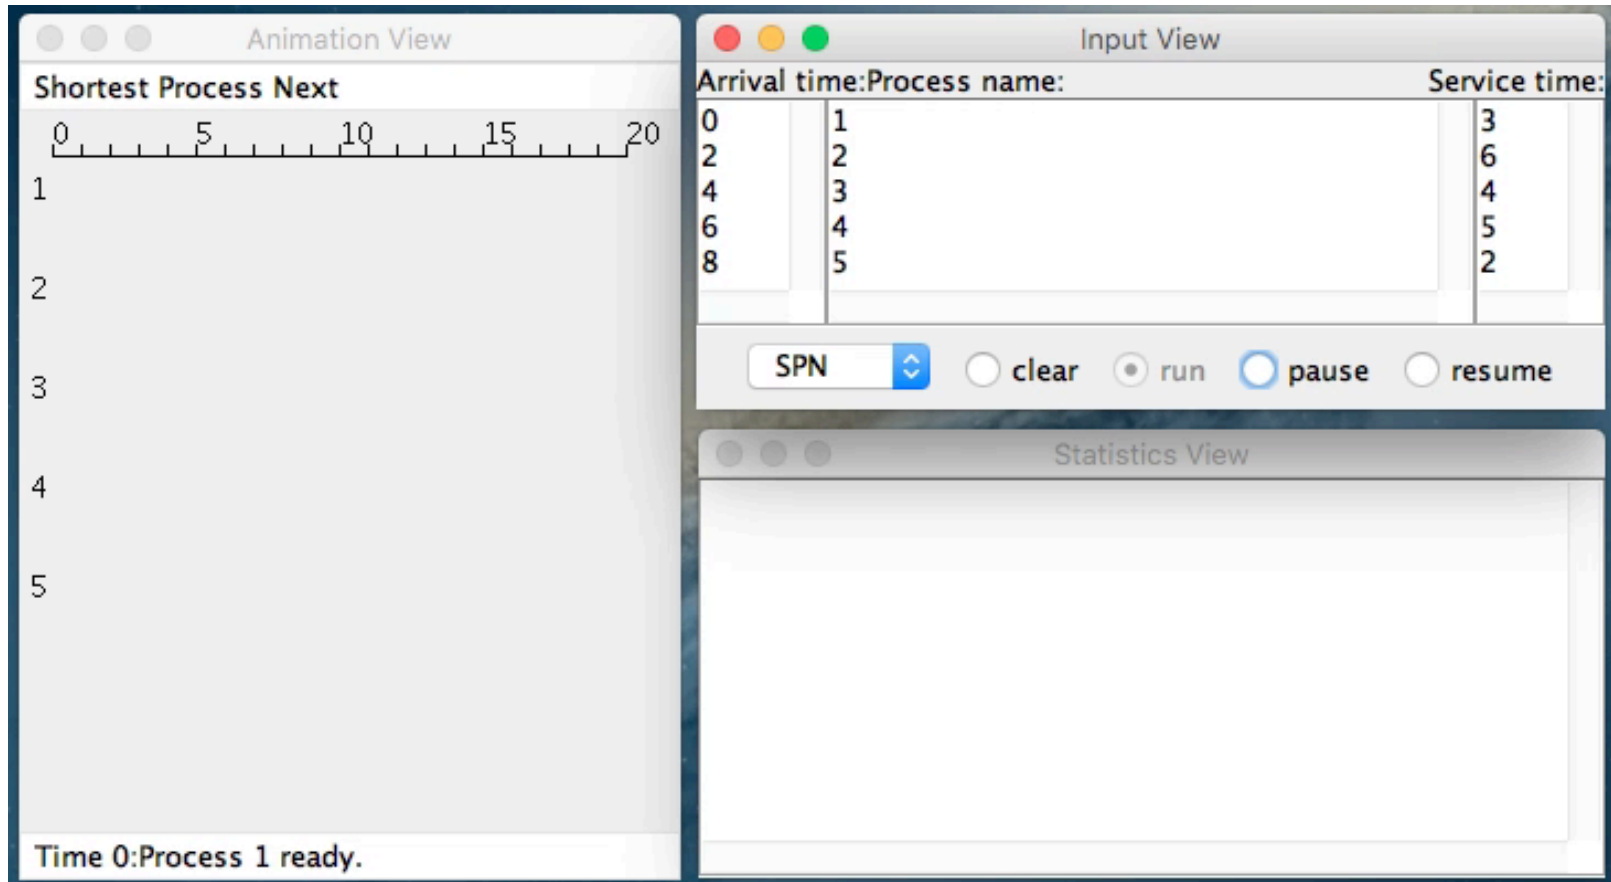 Animation View
Shortest Process Next
0 5 10 15 20
1
2
3
4
5
Time 0:Process 1 ready.
Input View
Arrival time:Process name: Service time:
0 1 3
2 2 6
4 3 4
6 4 5
8 5 2
SPN clear run pause resume
Statistics View